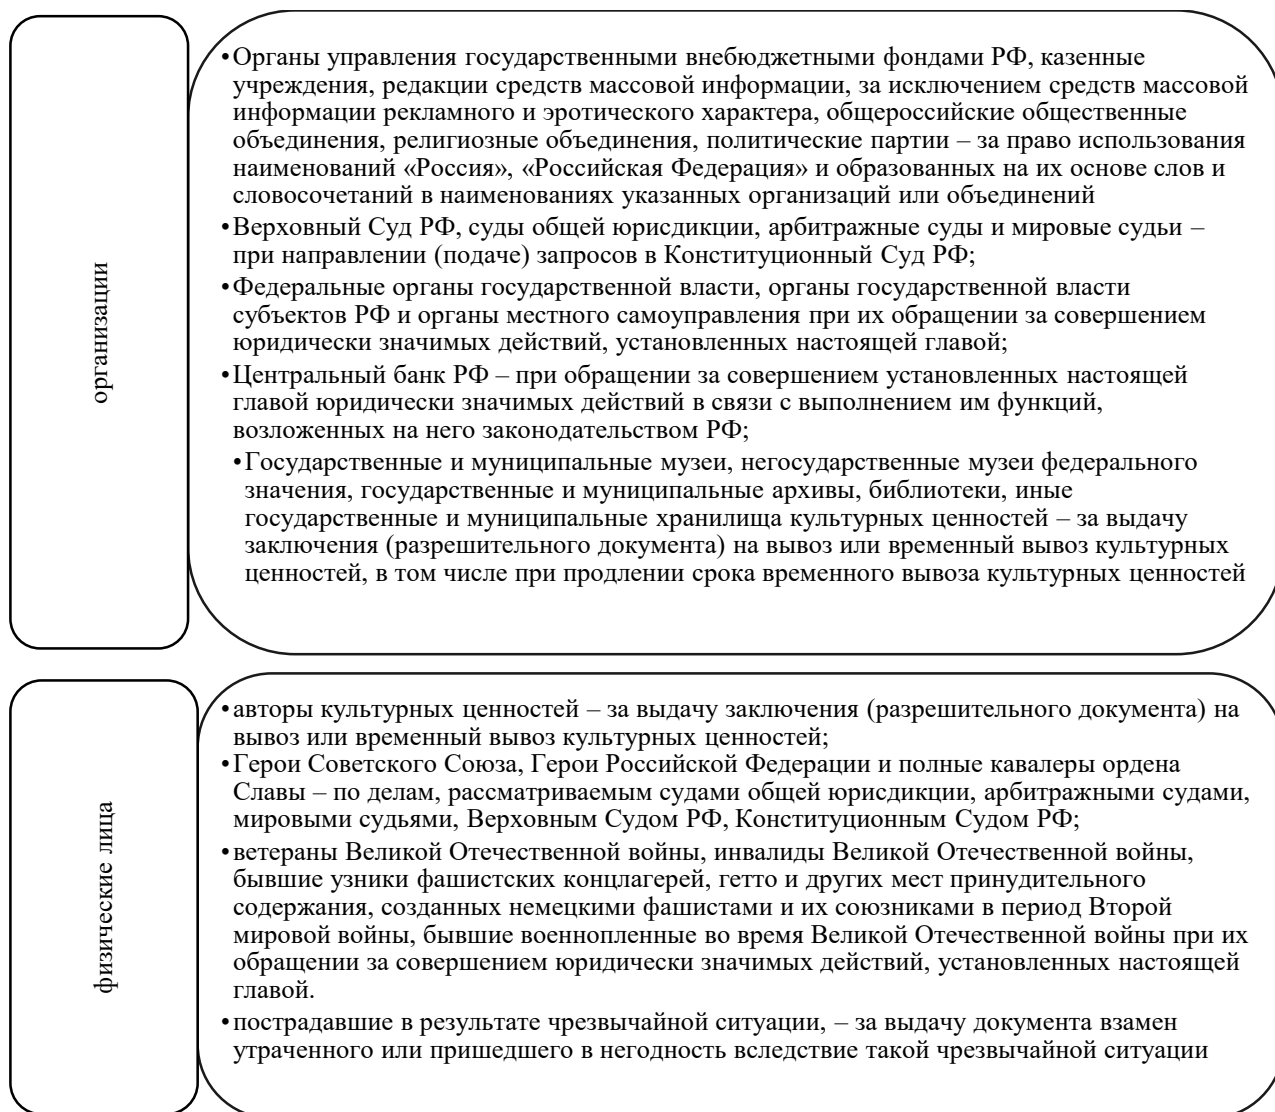 организации
•Органы управления государственными внебюджетными фондами РФ, казенные
учреждения, редакции средств массовой информации, за исключением средств массовой
информации рекламного и эротического характера, общероссийские общественные
объединения, религиозные объединения, политические партии – за право использования
наименований «Россия», «Российская Федерация» и образованных на их основе слов и
словосочетаний в наименованиях указанных организаций или объединений
•Верховный Суд РФ, суды общей юрисдикции, арбитражные суды и мировые судьи –
при направлении (подаче) запросов в Конституционный Суд РФ;
•Федеральные органы государственной власти, органы государственной власти
субъектов РФ и органы местного самоуправления при их обращении за совершением
юридически значимых действий, установленных настоящей главой;
•Центральный банк РФ – при обращении за совершением установленных настоящей
главой юридически значимых действий в связи с выполнением им функций,
возложенных на него законодательством РФ;
•Государственные и муниципальные музеи, негосударственные музеи федерального
значения, государственные и муниципальные архивы, библиотеки, иные
государственные и муниципальные хранилища культурных ценностей – за выдачу
заключения (разрешительного документа) на вывоз или временный вывоз культурных
ценностей, в том числе при продлении срока временного вывоза культурных ценностей
физические лица
•авторы культурных ценностей – за выдачу заключения (разрешительного документа) на
вывоз или временный вывоз культурных ценностей;
•Герои Советского Союза, Герои Российской Федерации и полные кавалеры ордена
Славы – по делам, рассматриваемым судами общей юрисдикции, арбитражными судами,
мировыми судьями, Верховным Судом РФ, Конституционным Судом РФ;
•ветераны Великой Отечественной войны, инвалиды Великой Отечественной войны,
бывшие узники фашистских концлагерей, гетто и других мест принудительного
содержания, созданных немецкими фашистами и их союзниками в период Второй
мировой войны, бывшие военнопленные во время Великой Отечественной войны при их
обращении за совершением юридически значимых действий, установленных настоящей
главой.
•пострадавшие в результате чрезвычайной ситуации, – за выдачу документа взамен
утраченного или пришедшего в негодность вследствие такой чрезвычайной ситуации